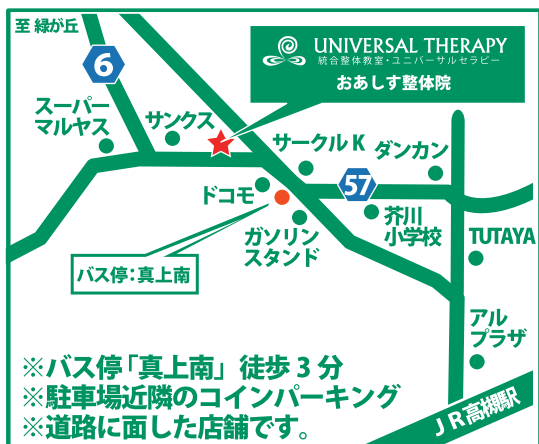 至 緑が丘
6
UNIVERSAL THERAPY
統合整体教室・ユニバーサルセラピー
おあしす整体院
スーパー
マルヤス
サンクス
サークルK
ダンカン
ドコモ
57
ガソリン
スタンド
芥川
小学校
TUTAYA
バス停：真上南
アル
プラザ
※バス停「真上南」徒歩3分
※駐車場近隣のコインパーキング
※道路に面した店舗です。
JR高槻駅